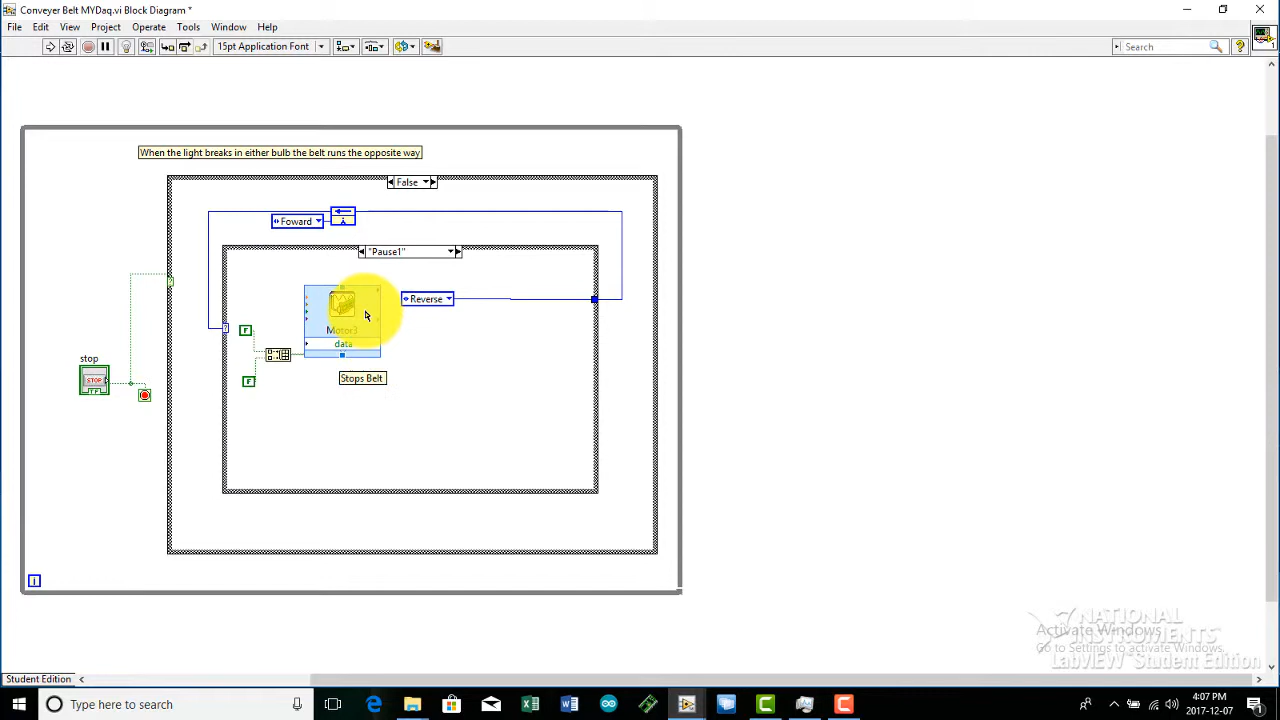 Conveyer Belt MYDaq.vi Block Diagram *
File Edit View Project Operate Tools Window Help
15pt Application Font
Search
When the light breaks in either bulb the belt runs the opposite way
False
Foward
"Pause1"
Reverse
Motor3
data
Stops Belt
F
F
stop
STOP
TF
i
NATIONAL
INSTRUMENTS
LabVIEW Student Edition
Activate Windows
Go to Settings to activate Windows.
Student Edition
Type here to search
4:07 PM
2017-12-07